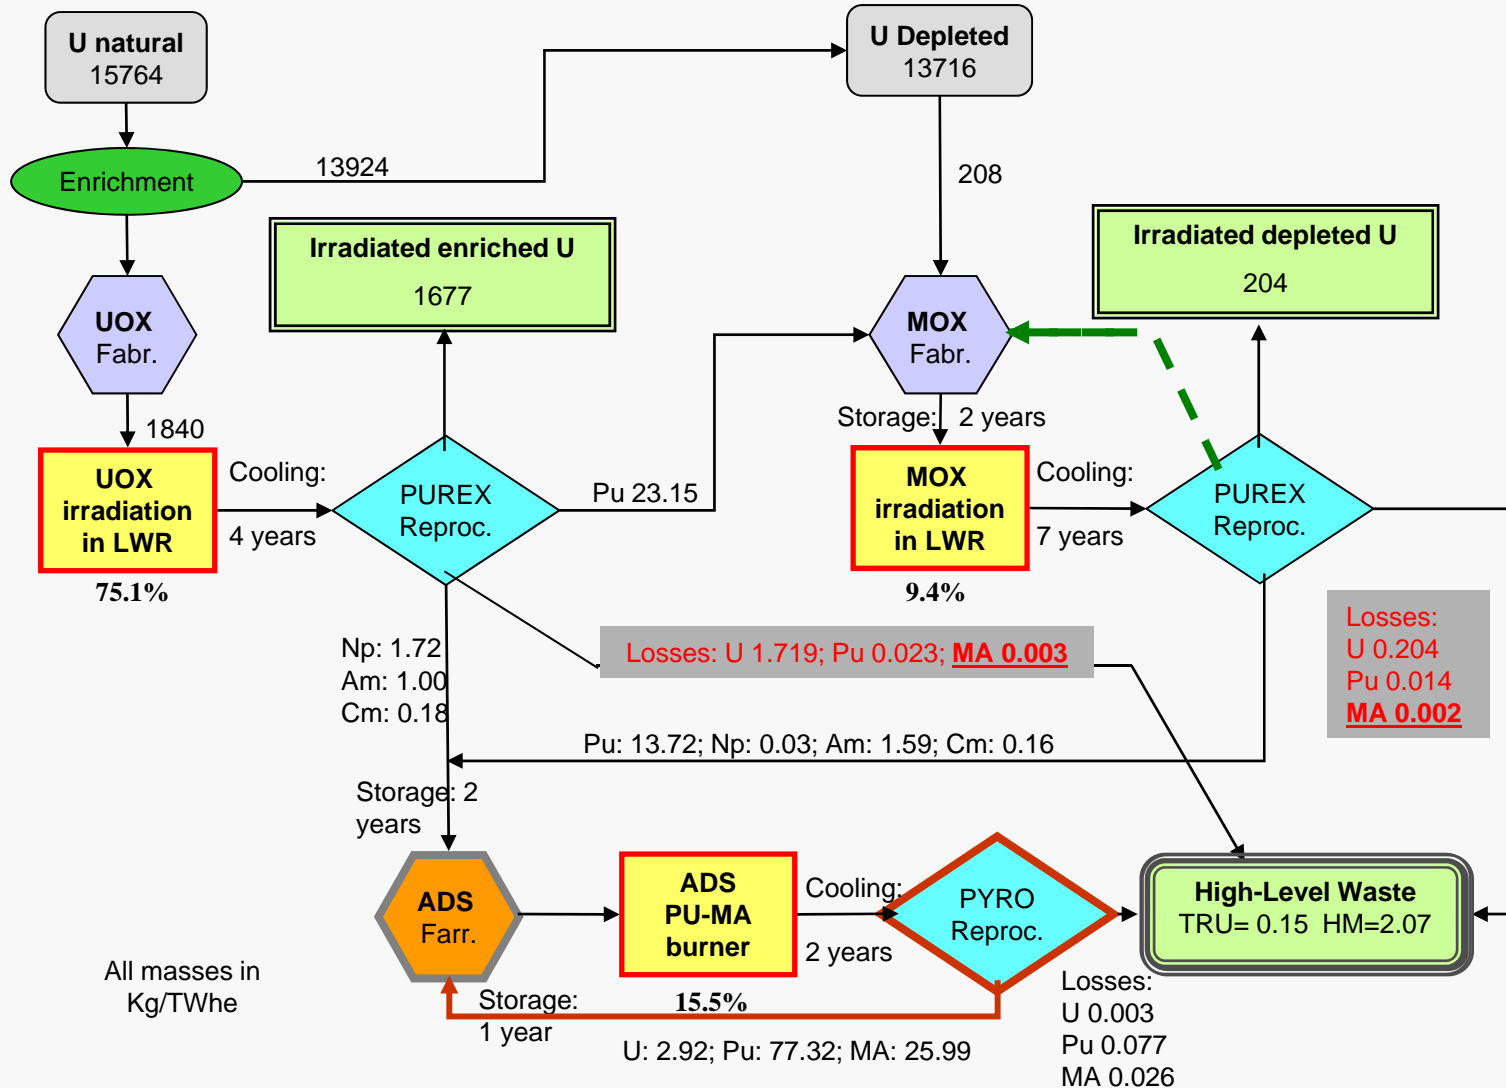 U natural
15764
U Depleted
13716
13924
Enrichment
208
Irradiated enriched U
1677
Irradiated depleted U
204
UOX
Fabr.
MOX
Fabr.
1840
Storage: 2 years
UOX
irradiation
in LWR
75.1%
Cooling:
4 years
PUREX
Reproc.
Pu 23.15
MOX
irradiation
in LWR
9.4%
Cooling:
7 years
PUREX
Reproc.
Np: 1.72
Am: 1.00
Cm: 0.18
Losses: U 1.719; Pu 0.023; MA 0.003
Losses:
U 0.204
Pu 0.014
MA 0.002
Pu: 13.72; Np: 0.03; Am: 1.59; Cm: 0.16
Storage: 2
years
ADS
Farr.
ADS
PU-MA
burner
15.5%
Cooling:
2 years
PYRO
Reproc.
High-Level Waste
TRU= 0.15 HM=2.07
All masses in
Kg/TWhe
Storage:
1 year
U: 2.92; Pu: 77.32; MA: 25.99
Losses:
U 0.003
Pu 0.077
MA 0.026